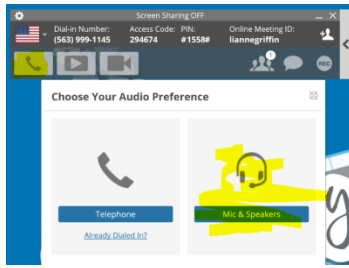 Screen Sharing OFF
Dial-in Number: Access Code: PIN: Online Meeting ID:
(563) 999-1145 294674 #1558# liannegriffin
1
REC
Choose Your Audio Preference
Telephone
Mic & Speakers
Already Dialed In?